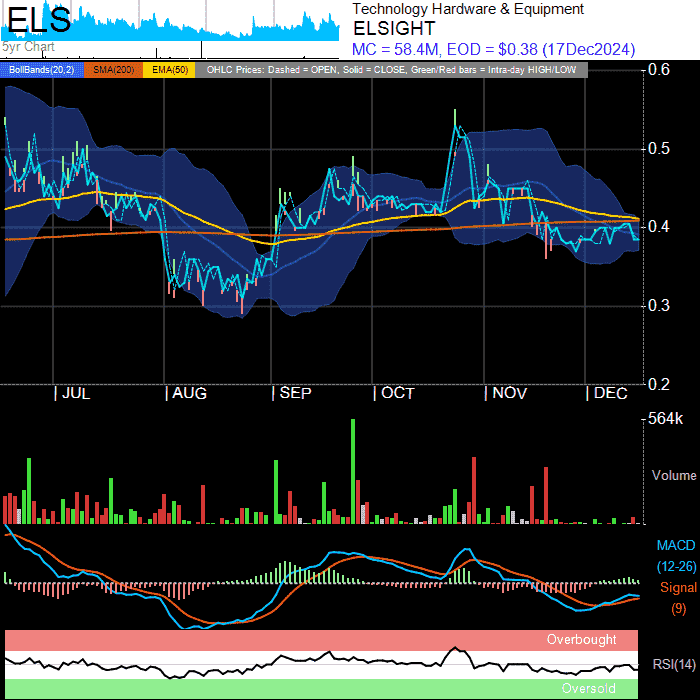 ELS
5yr Chart
Technology Hardware & Equipment
ELSIGHT
MC = 58.4M, EOD = $0.38 (17Dec2024)
BollBands(20,2) SMA(200) EMA(50) OHLC Prices: Dashed = OPEN, Solid = CLOSE, Green/Red bars = Intra-day HIGH/LOW
0.6
0.5
0.4
0.3
0.2
JUL AUG SEP OCT NOV DEC
564k
Volume
MACD
(12-26)
Signal
(9)
Overbought
RSI(14)
Oversold